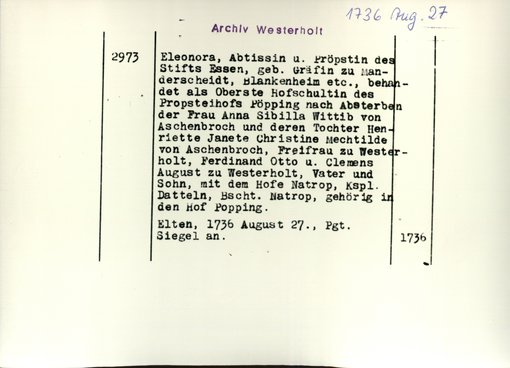 1736 Aug. 27
Archiv Westerholt
2973 Eleonora, Abtissin u. Pröpstin des
Stifts Essen, geb. Gräfin zu Man-
derscheidt, Blankenheim etc., behan-
det als Oberste Hofschultin des
Propsteihofs Pöpping nach Absterben
der Frau Anna Sibilla Wittib von
Aschenbroch und deren Tochter Hen-
riette Janete Christine Mechtilde
von Aschenbroch, Freifrau zu Wester-
holt, Ferdinand Otto u. Clemens
August zu Westerholt, Vater und
Sohn, mit dem Hofe Natrop, Kspl.
Datteln, Bscht. Natrop, gehörig in
den Hof Popping.
Elten, 1736 August 27., Pgt.
Siegel an. 1736